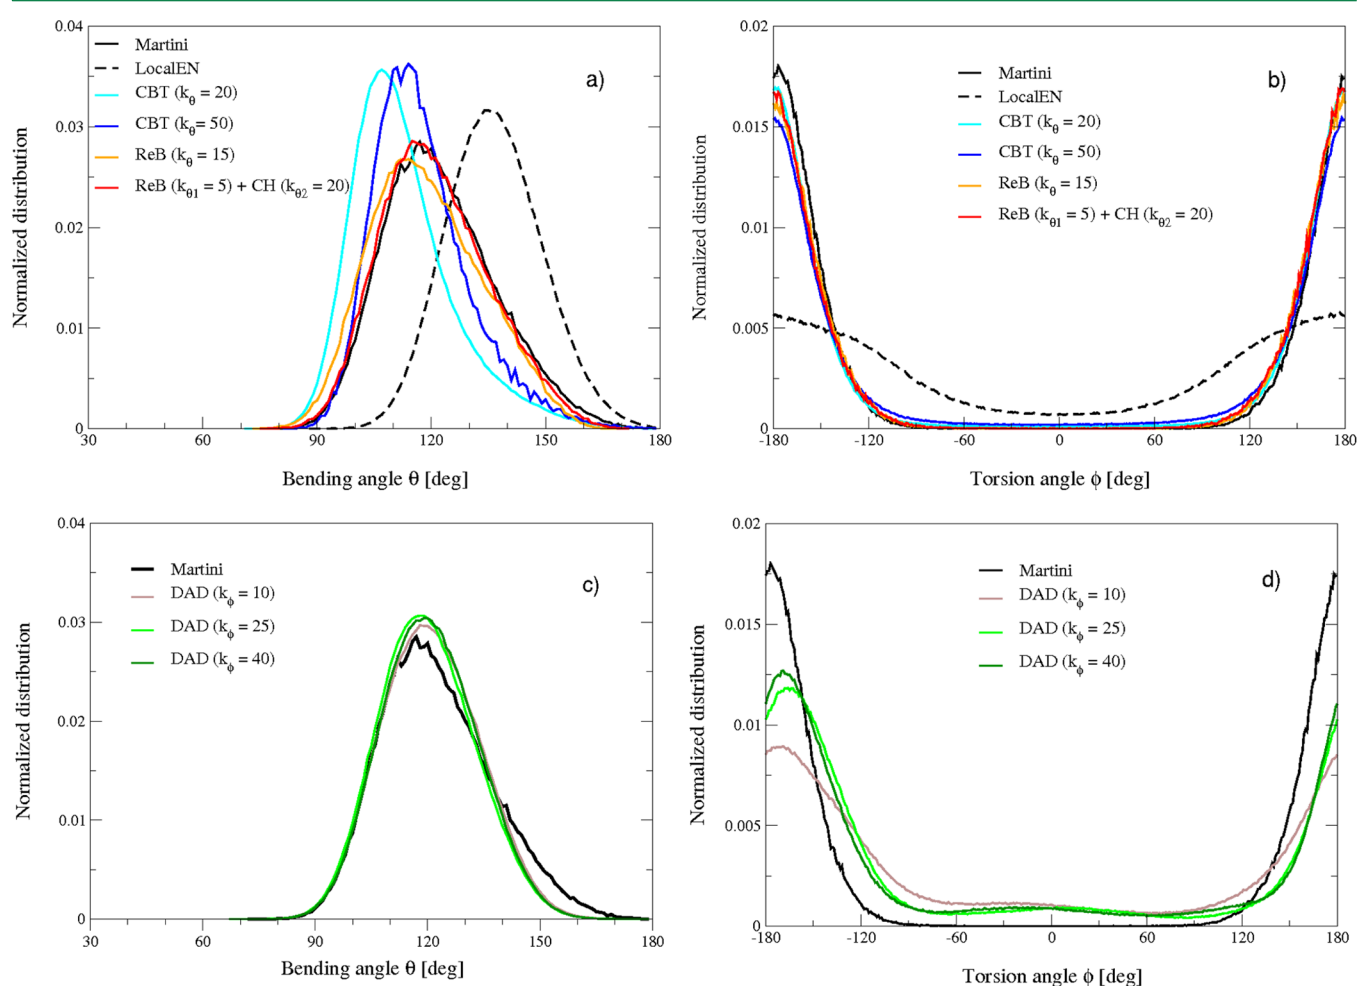 0.04
0.03
0.02
0.01
0
30
60
90
120
150
180
Normalized distribution
Bending angle θ [deg]
Martini
LocalEN
CBT (kθ = 20)
CBT (kθ= 50)
ReB (kθ = 15)
ReB (kθ1 = 5) + CH (kθ2 = 20)
a)
0.02
0.015
0.01
0.005
0
-180
-120
-60
0
60
120
180
Normalized distribution
Torsion angle ϕ [deg]
Martini
LocalEN
CBT (kθ = 20)
CBT (kθ = 50)
ReB (kθ = 15)
ReB (kθ1 = 5) + CH (kθ2 = 20)
b)
0.04
0.03
0.02
0.01
0
30
60
90
120
150
180
Normalized distribution
Bending angle θ [deg]
Martini
DAD (kϕ = 10)
DAD (kϕ = 25)
DAD (kϕ = 40)
c)
0.02
0.015
0.01
0.005
0
-180
-120
-60
0
60
120
180
Normalized distribution
Torsion angle ϕ [deg]
Martini
DAD (kϕ = 10)
DAD (kϕ = 25)
DAD (kϕ = 40)
d)